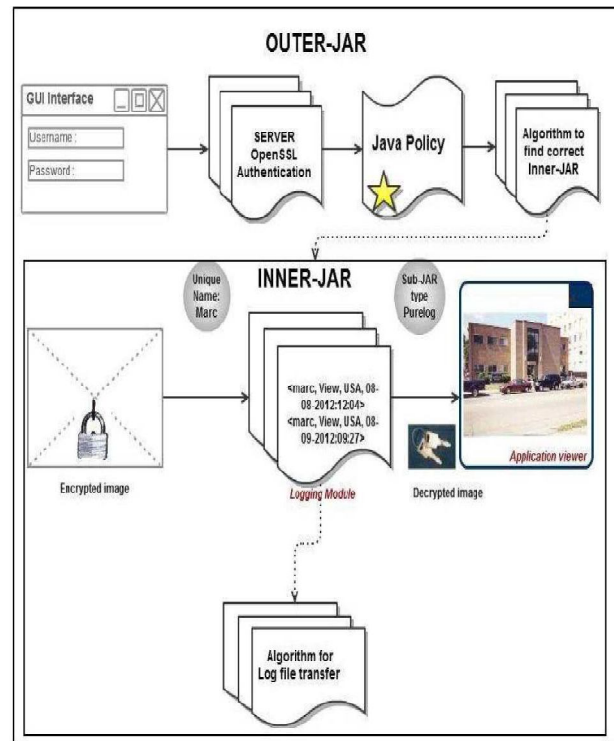 OUTER-JAR
GUI Interface
Username :
Password :
SERVER
OpenSSL
Authentication
Java Policy
Algorithm to
find correct
Inner-JAR
INNER-JAR
Unique
Name:
Marc
Sub-JAR
type
Purelog
<marc, View, USA, 08-
08-2012:12:04>
<marc, View, USA, 08-
09-2012:09:27>
Encrypted image
Logging Module
Decrypted image
Application viewer
Algorithm for
Log file transfer